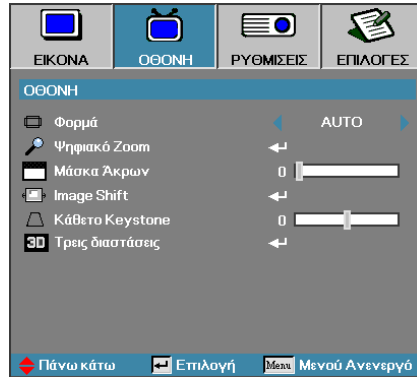 ΕΙΚΟΝΑ ΟΘΟΝΗ ΡΥΘΜΙΣΕΙΣ ΕΠΙΛΟΓΕΣ
ΟΘΟΝΗ
Φορμά AUTO
Ψηφιακό Zoom
Μάσκα Άκρων 0
Image Shift
Κάθετο Keystone 0
3D Τρεις διαστάσεις
Πάνω κάτω Επιλογή Menu Μενού Ανενεργό